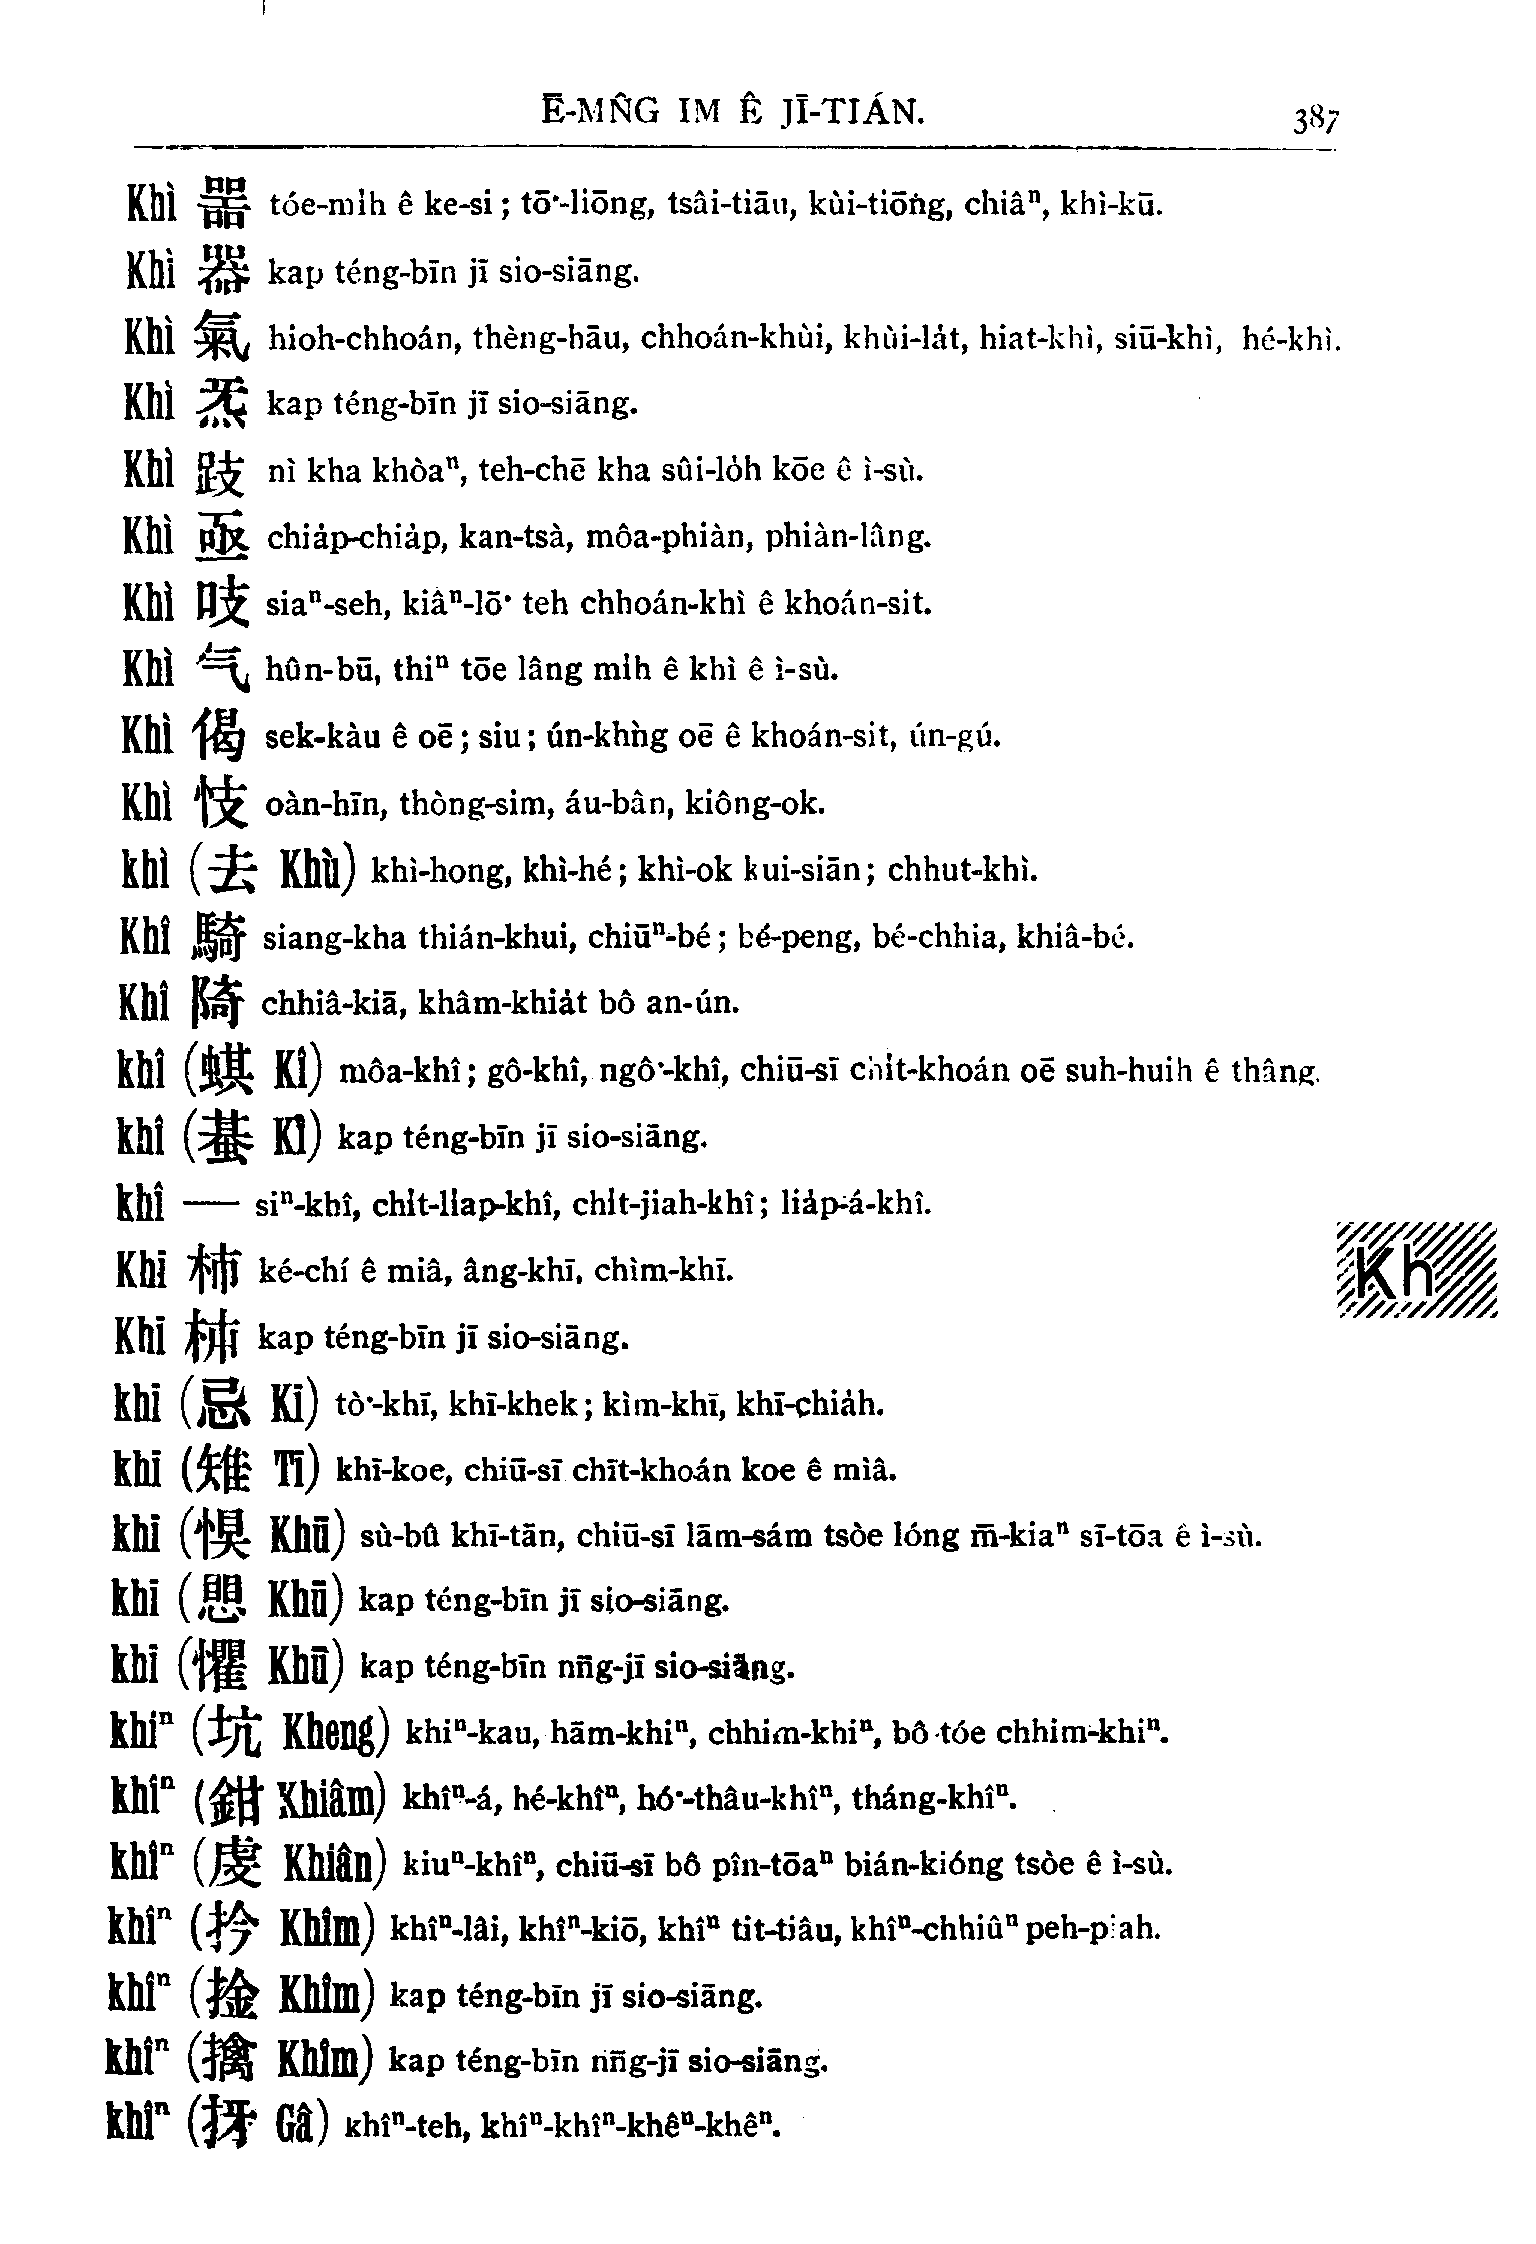 Ē-MN̂G IM Ê JĪ-TIÁN.
387
Khì 噐 tóe-mi̍h ê ke-si; tō͘-liōng, tsâi-tiāu, kùi-tiōng, chiâⁿ, khì-kū.
Khì 器 kap téng-bīn jī sio-siāng.
Khì 氣 hioh-chhoán, thèng-hāu, chhoán-khùi, khùi-la̍t, hiat-khì, siū-khì, hé-khì.
Khì 炁 kap téng-bīn jī sio-siāng.
Khì 跂 nì kha khòaⁿ, teh-chē kha sûi-lo̍h kōe ê ì-sù.
Khì 亟 chia̍p-chia̍p, kan-tsà, môa-phiàn, phiàn-lâng.
Khì 吱 siaⁿ-seh, kiâⁿ-lō͘ teh chhoán-khì ê khoán-sit.
Khì 气 hûn-bū, thiⁿ tōe lâng mi̍h ê khì ê ì-sù.
Khì 偈 sek-kàu ê oē; siu; ún-khǹg oē ê khoán-sit, ún-gú.
Khì 忮 oàn-hīn, thòng-sim, áu-bân, kiông-ok.
khì (去 Khù) khì-hong, khì-hé; khì-ok kui-siān; chhut-khì.
Khî 騎 siang-kha thián-khui, chiūⁿ-bé; bé-peng, bé-chhia, khiâ-bé.
Khî 陭 chhiâ-kiā, khâm-khia̍t bô an-ún.
khî (蜞 Kî) môa-khî; gô-khî, ngô͘-khî, chiū-sī chi̍t-khoán oē suh-huih ê thâng.
khî (蟇 Kî) kap téng-bīn jī sio-siāng.
khî — siⁿ-khî, chi̍t-liap-khî, chi̍t-jiah-khî; lia̍p-á-khî.
Khī 柿 ké-chí ê miâ, âng-khī, chìm-khī.
Khī 枾 kap téng-bīn jī sio-siāng.
khī (忌 Kī) tò͘-khī, khī-khek; kìm-khī, khī-chia̍h.
khī (雉 Tī) khī-koe, chiū-sī chīt-khoán koe ê miâ.
khī (惧 Khū) sù-bû khī-tān, chiū-sī lām-sám tsòe lóng m̄-kiaⁿ sī-tōa ê ì-sù.
khī (思 Khū) kap téng-bīn jī sio-siāng.
khī (懼 Khū) kap téng-bīn nn̄g-jī sio-siāng.
khiⁿ (坑 Kheng) khiⁿ-kau, hām-khiⁿ, chhim-khiⁿ, bô-tóe chhim-khiⁿ.
khîⁿ (鉗 Khiâm) khîⁿ-á, hé-khîⁿ, hó͘-thâu-khîⁿ, tháng-khîⁿ.
khîⁿ (虔 Khiân) kiuⁿ-khîⁿ, chiū-sī bô pîn-tōaⁿ bián-kióng tsòe ê ì-sù.
khîⁿ (扲 Khîm) khîⁿ-lâi, khîⁿ-kiō, khîⁿ tit-tiâu, khîⁿ-chhiûⁿ peh-piah.
khîⁿ (捦 Khîm) kap téng-bīn jī sio-siāng.
khîⁿ (擒 Khîm) kap téng-bīn nn̄g-jī sio-siāng.
khîⁿ (掹 Gâ) khîⁿ-teh, khîⁿ-khîⁿ-khêⁿ-khêⁿ.
Kh